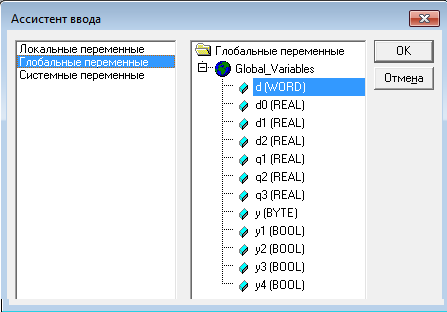 Ассистент ввода
Локальные переменные
Глобальные переменные
Системные переменные
Глобальные переменные
Global_Variables
d (WORD)
d0 (REAL)
d1 (REAL)
d2 (REAL)
q1 (REAL)
q2 (REAL)
q3 (REAL)
y (BYTE)
y1 (BOOL)
y2 (BOOL)
y3 (BOOL)
y4 (BOOL)
OK
Отмена